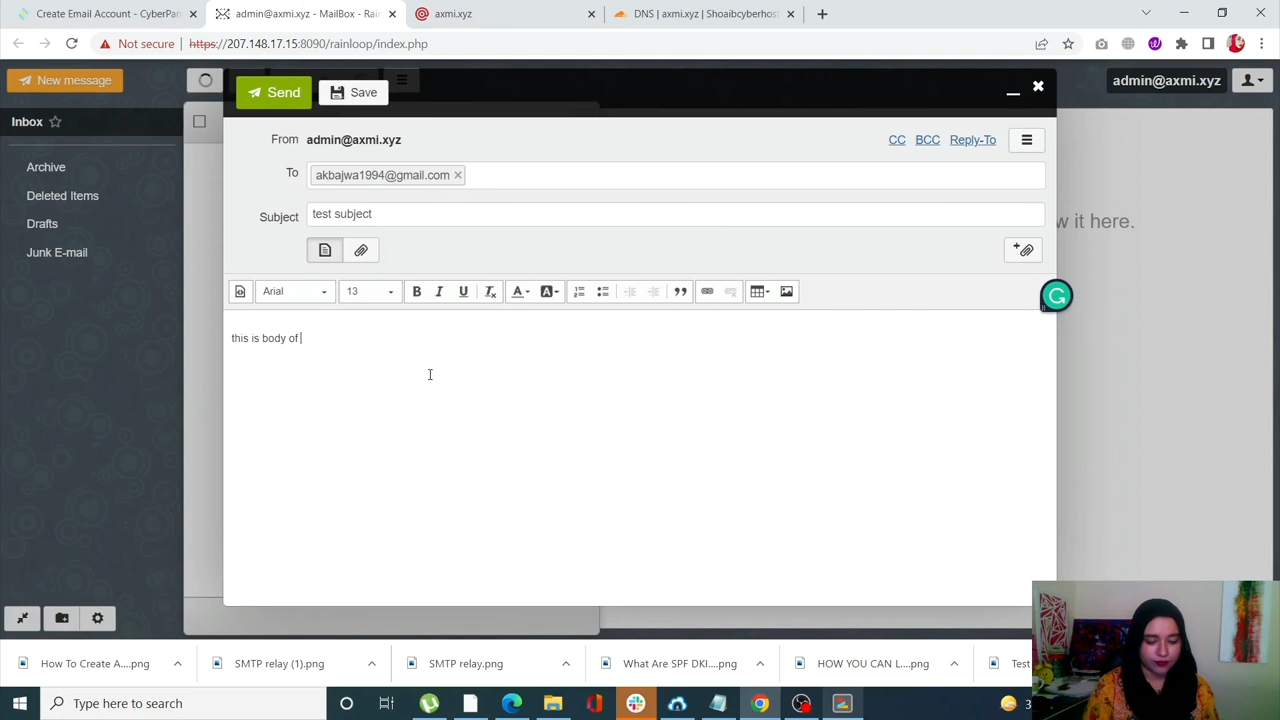 Create Email Account - CyberPan
admin@axmi.xyz - MailBox - Rain
axmi.xyz
DNS | axmi.xyz | Shoaibcyberhost
Not secure
https://207.148.17.15:8090/rainloop/index.php
New message
Send
Save
admin@axmi.xyz
Inbox
From admin@axmi.xyz
CC BCC Reply-To
Archive
To akbajwa1994@gmail.com
Deleted Items
Subject test subject
w it here.
Drafts
Junk E-mail
Arial
13
this is body of
How To Create A....png
SMTP relay (1).png
SMTP relay.png
What Are SPF DKI....png
HOW YOU CAN L....png
Test
Type here to search
3